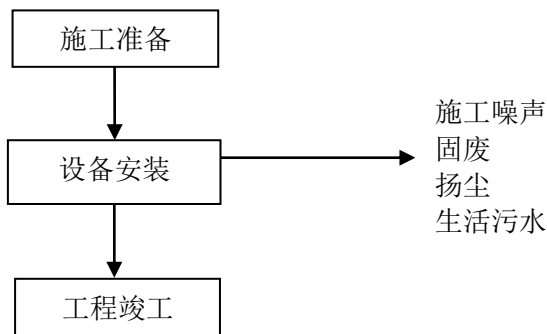 施工准备
设备安装
施工噪声
固废
扬尘
生活污水
工程竣工